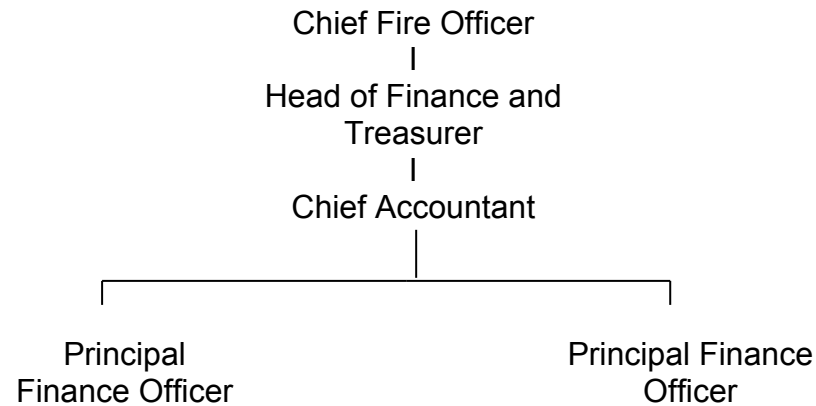 Chief Fire Officer
Head of Finance and
Treasurer
Chief Accountant
Principal
Finance Officer
Principal Finance
Officer